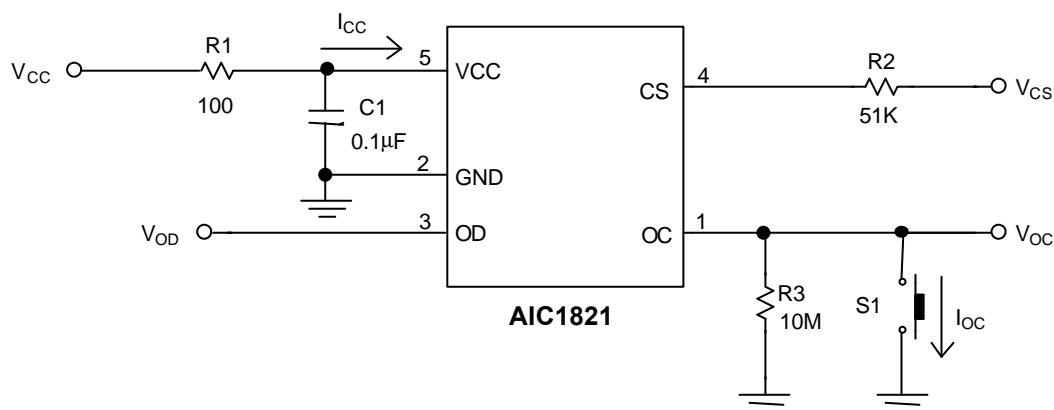 I_CC
R1
V_CC
100
5
VCC
C1
0.1μF
2
GND
V_OD
3
OD
CS
4
R2
51K
V_CS
OC
1
V_OC
R3
10M
S1
I_OC
AIC1821